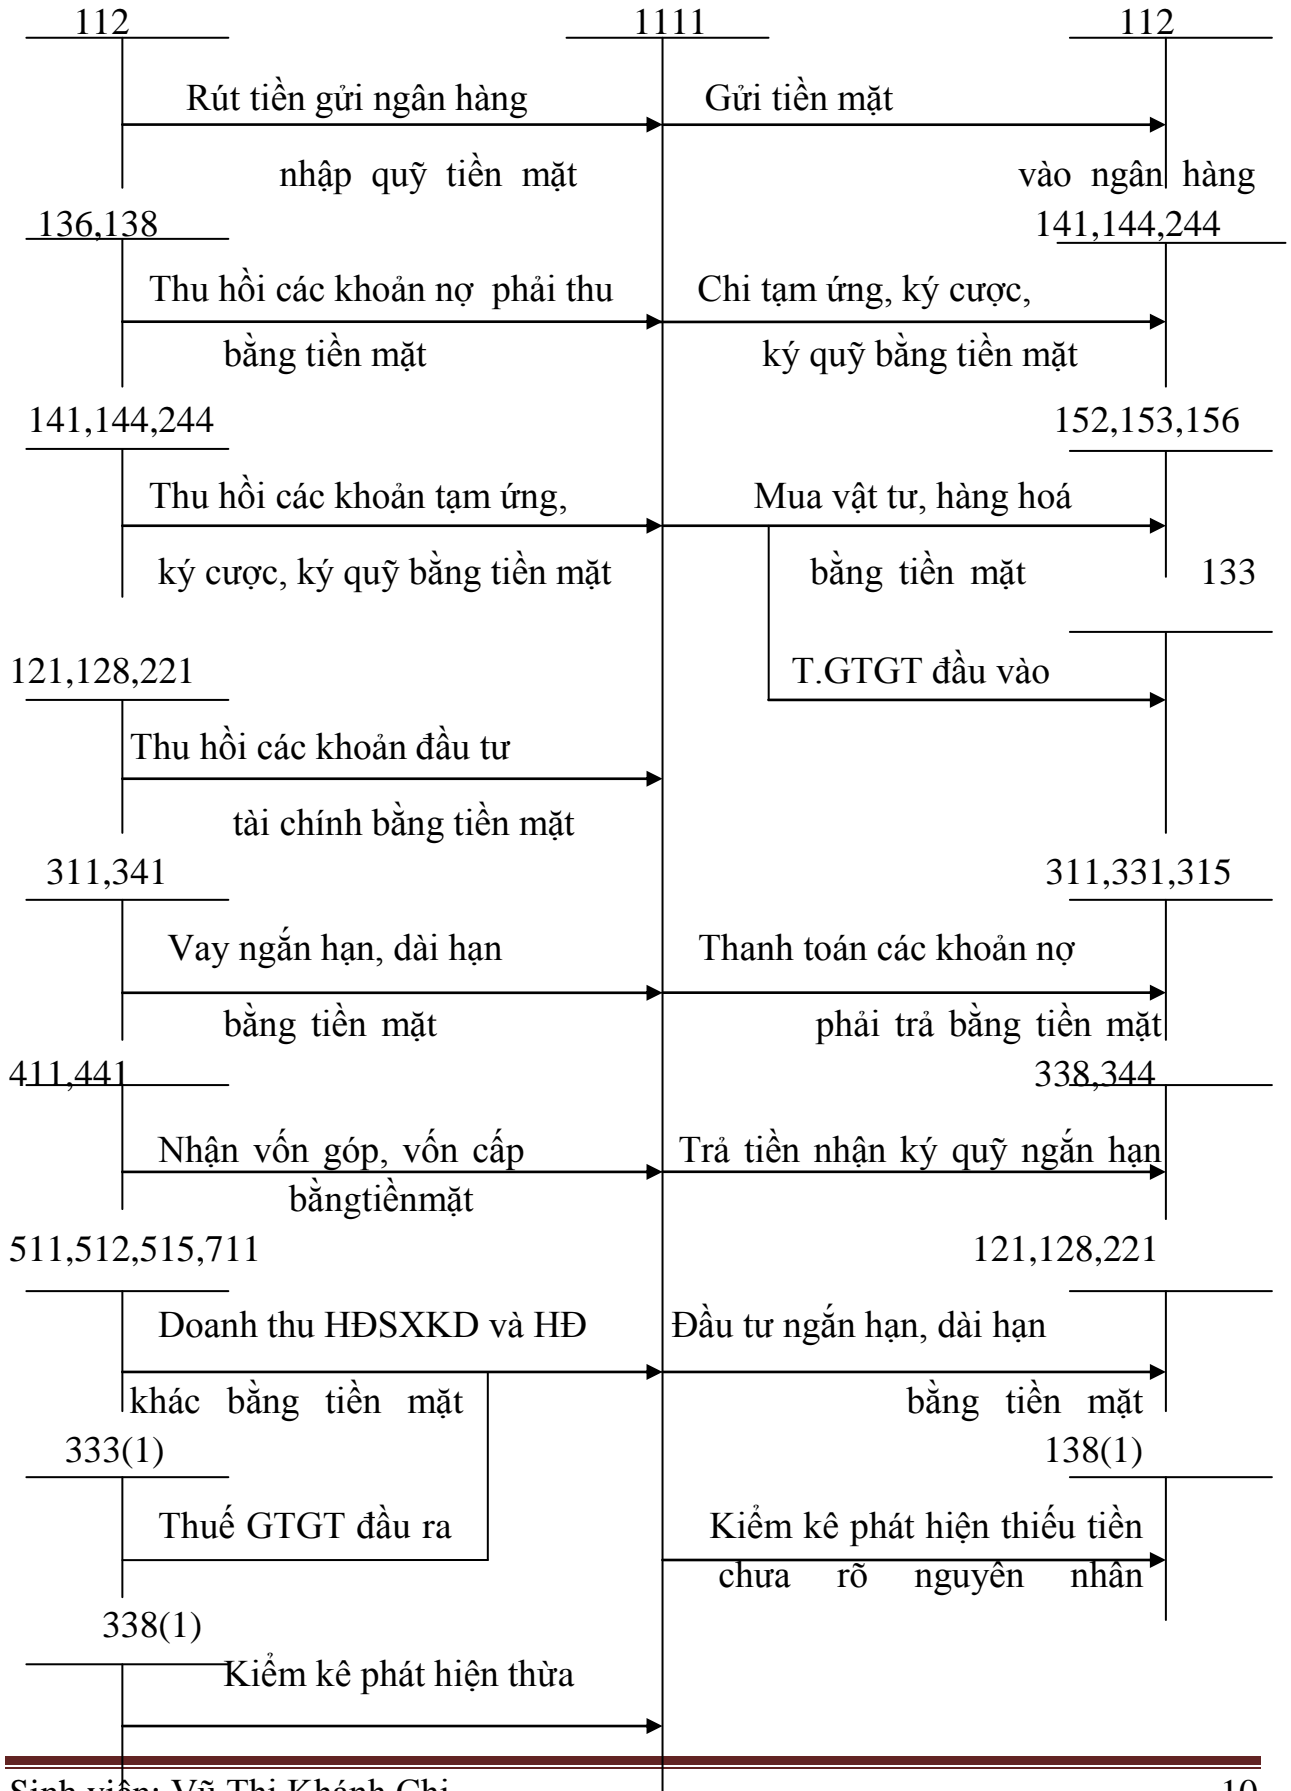 112 1111 112
Rút tiền gửi ngân hàng Gửi tiền mặt
nhập quỹ tiền mặt vào ngân hàng
136,138 141,144,244
Thu hồi các khoản nợ phải thu Chi tạm ứng, ký cược,
bằng tiền mặt ký quỹ bằng tiền mặt
141,144,244 152,153,156
Thu hồi các khoản tạm ứng, Mua vật tư, hàng hoá
ký cược, ký quỹ bằng tiền mặt bằng tiền mặt 133
121,128,221 T.GTGT đầu vào
Thu hồi các khoản đầu tư
tài chính bằng tiền mặt
311,341 311,331,315
Vay ngắn hạn, dài hạn Thanh toán các khoản nợ
bằng tiền mặt phải trả bằng tiền mặt
411,441 338,344
Nhận vốn góp, vốn cấp Trả tiền nhận ký quỹ ngắn hạn
bằngtiềnmặt
511,512,515,711 121,128,221
Doanh thu HĐSXKD và HĐ Đầu tư ngắn hạn, dài hạn
khác bằng tiền mặt bằng tiền mặt
333(1) 138(1)
Thuế GTGT đầu ra Kiểm kê phát hiện thiếu tiền
chưa rõ nguyên nhân
338(1)
Kiểm kê phát hiện thừa
Sinh viên: Vũ Thị Khánh Chi 10